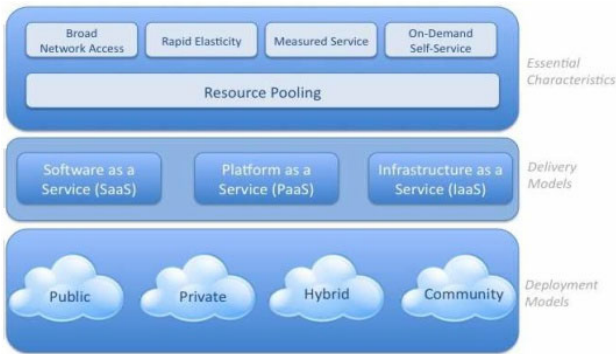 Broad
Network Access
Rapid Elasticity
Measured Service
On-Demand
Self-Service
Resource Pooling
Essential
Characteristics
Software as a
Service (SaaS)
Platform as a
Service (PaaS)
Infrastructure as a
Service (IaaS)
Delivery
Models
Public
Private
Hybrid
Community
Deployment
Models